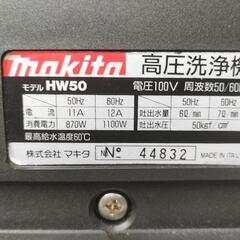 makita 高圧洗浄機
モデル HW50 電圧100V 周波数50/60
50Hz 60Hz 50Hz 60Hz
電流 11A 12A 吐出水量 6ℓ/min 7ℓ/
消費電力 870W 1100W 吐出水圧 50kgf/cm²
最高給水温度60℃
株式会社 マキタ № 44832 MADE IN ITAL